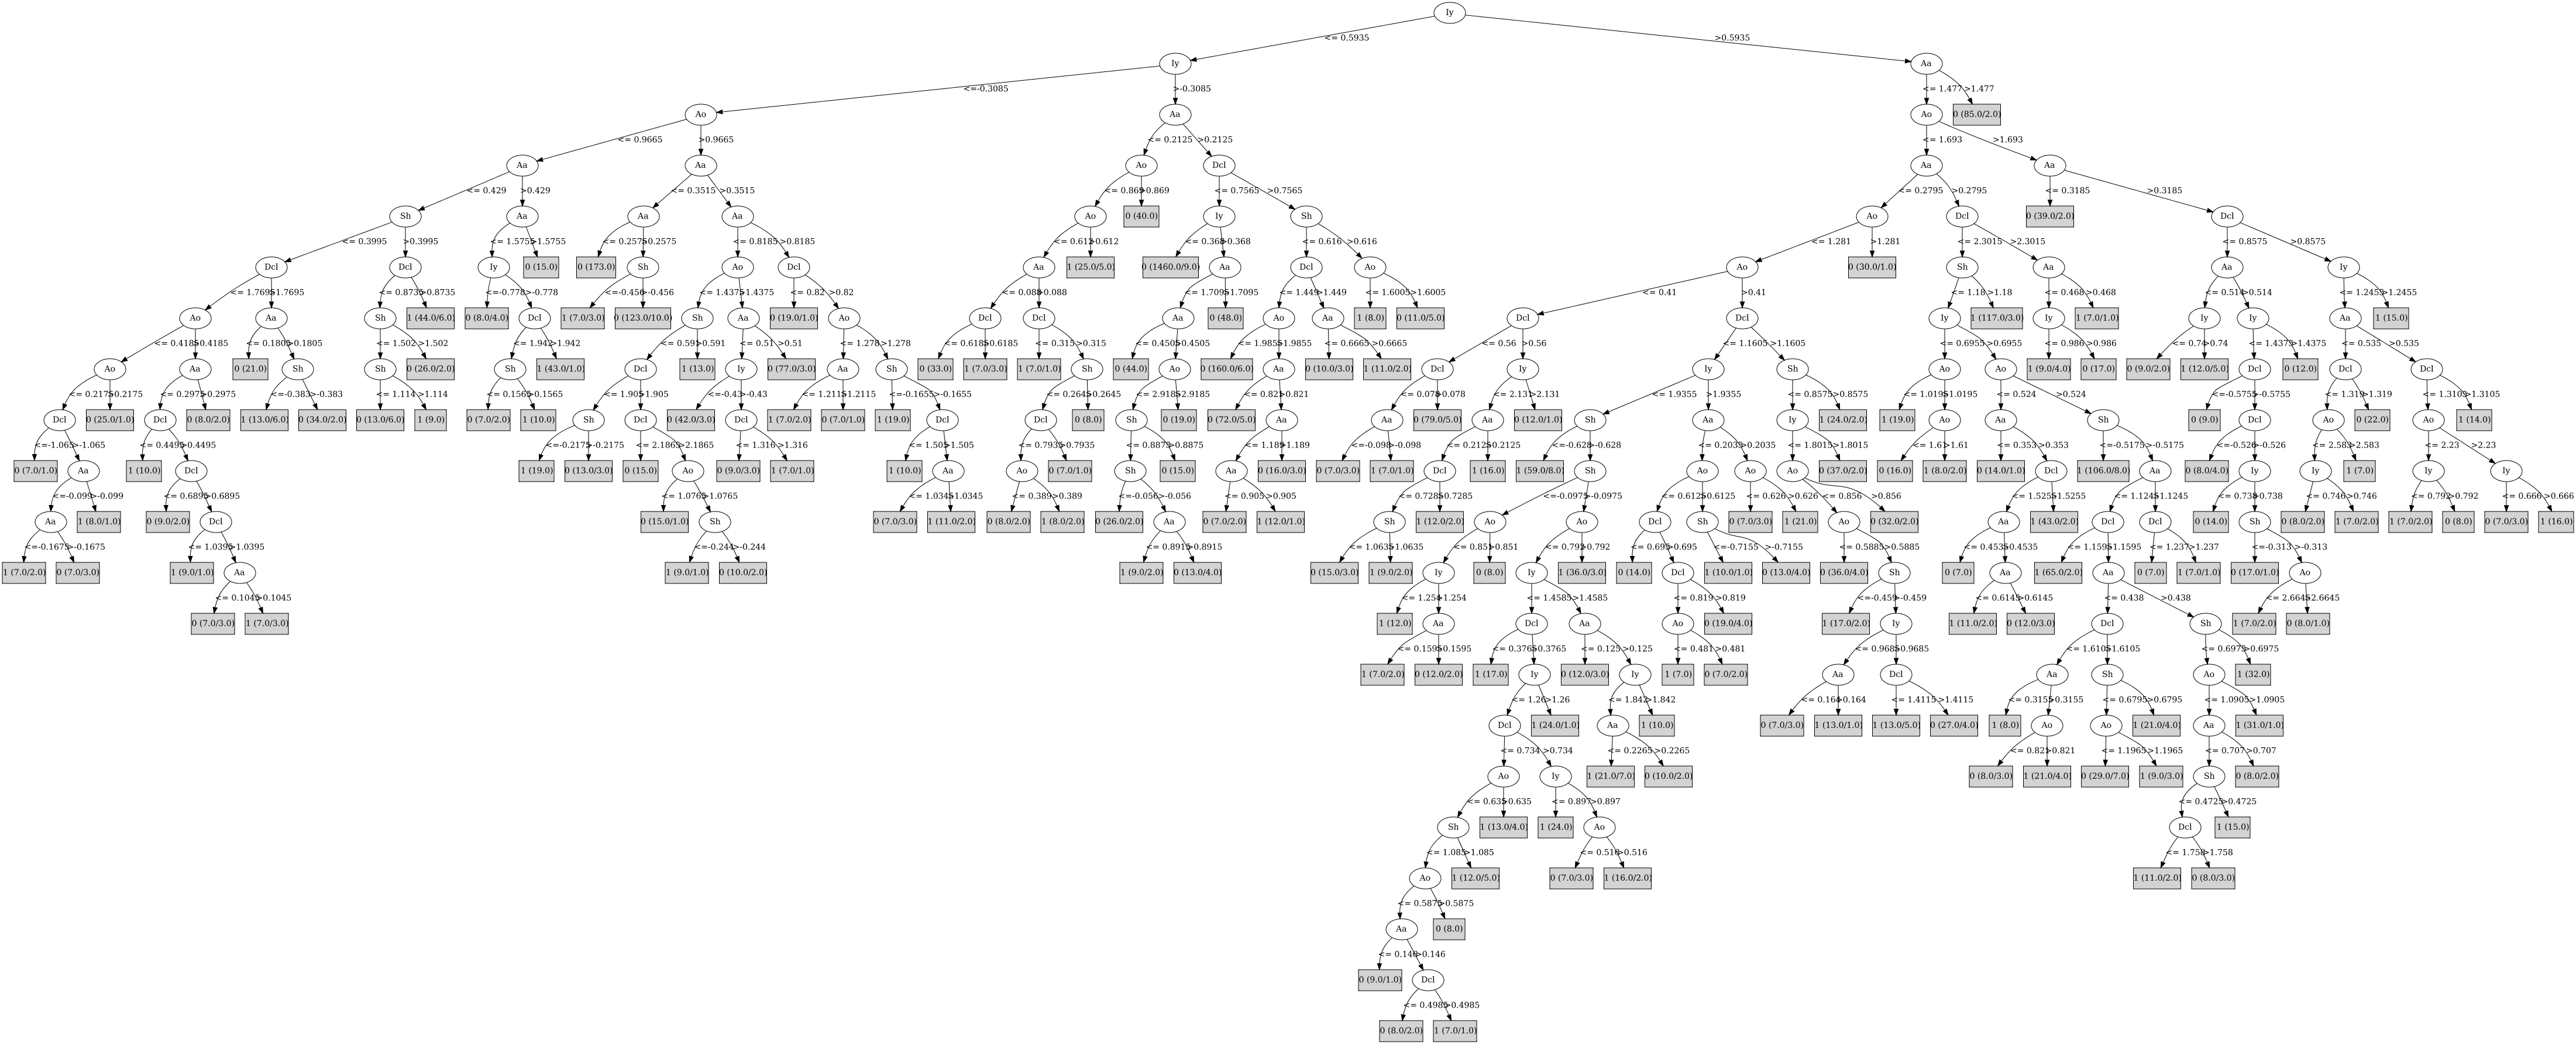 Iy
<= 0.5935 >0.5935
Iy Aa
<=-0.3085 >-0.3085 <= 1.477 >1.477
Ao Aa Ao 0 (85.0/2.0)
<= 0.9665 >0.9665 <= 0.2125 >0.2125 <= 1.693 >1.693
Aa Aa Ao Dcl Aa Aa
<= 0.429 >0.429 <= 0.3515 >0.3515 <= 0.869 >0.869 <= 0.7565 >0.7565 <= 0.2795 >0.2795 <= 0.3185 >0.3185
Sh Aa Aa Aa Ao 0 (40.0) Iy Sh Ao Dcl 0 (39.0/2.0) Dcl
<= 0.3995 >0.3995 <= 1.5755 >1.5755 <= 0.2575 >0.2575 <= 0.8185 >0.8185 <= 0.612 >0.612 <= 0.368 >0.368 <= 0.616 >0.616 <= 1.281 >1.281 <= 2.3015 >2.3015 <= 0.8575 >0.8575
Dcl Dcl Iy 0 (15.0) 0 (173.0) Sh Ao Dcl Aa 1 (25.0/5.0) 0 (1460.0/9.0) Aa Dcl Ao Ao 0 (30.0/1.0) Sh Aa Aa Iy
<= 1.7695 >1.7695 <= 0.8735 >0.8735 <=-0.778 >-0.778 <=-0.456 >-0.456 <= 1.4375 >1.4375 <= 0.82 >0.82 <= 0.088 >0.088 <= 1.7095 >1.7095 <= 1.449 >1.449 <= 1.6005 >1.6005 <= 0.41 >0.41 <= 1.18 >1.18 <= 0.468 >0.468 <= 0.514 >0.514 <= 1.2455 >1.2455
Ao Aa Sh 1 (44.0/6.0) 0 (8.0/4.0) Dcl 1 (7.0/3.0) 0 (123.0/10.0) Sh Aa 0 (19.0/1.0) Ao Dcl Dcl Aa 0 (48.0) Ao Aa 1 (8.0) 0 (11.0/5.0) Dcl Dcl Iy 1 (117.0/3.0) Iy 1 (7.0/1.0) Iy Iy Aa 1 (15.0)
<= 0.4185 >0.4185 <= 0.1805 >0.1805 <= 1.502 >1.502 <= 1.942 >1.942 <= 0.591 >0.591 <= 0.51 >0.51 <= 1.278 >1.278 <= 0.6185 >0.6185 <= 0.315 >0.315 <= 0.4505 >0.4505 <= 1.9855 >1.9855 <= 0.6665 >0.6665 <= 0.56 >0.56 <= 1.1605 >1.1605 <= 0.6955 >0.6955 <= 0.986 >0.986 <= 0.74 >0.74 <= 1.4375 >1.4375 <= 0.535 >0.535
Ao Aa 0 (21.0) Sh Sh 0 (26.0/2.0) Sh 1 (43.0/1.0) Dcl 1 (13.0) Iy 0 (77.0/3.0) Aa Sh 0 (33.0) 1 (7.0/3.0) 1 (7.0/1.0) Sh 0 (44.0) Ao 0 (160.0/6.0) Aa 0 (10.0/3.0) 1 (11.0/2.0) Dcl Iy Iy Sh Ao Ao 1 (9.0/4.0) 0 (17.0) 0 (9.0/2.0) 1 (12.0/5.0) Dcl 0 (12.0) Dcl Dcl
<= 0.2175 >0.2175 <= 0.2975 >0.2975 <=-0.383 >-0.383 <= 1.114 >1.114 <= 0.1565 >0.1565 <= 1.905 >1.905 <=-0.43 >-0.43 <= 1.2115 >1.2115 <=-0.1655 >-0.1655 <= 0.2645 >0.2645 <= 2.9185 >2.9185 <= 0.821 >0.821 <= 0.078 >0.078 <= 2.131 >2.131 <= 1.9355 >1.9355 <= 0.8575 >0.8575 <= 1.0195 >1.0195 <= 0.524 >0.524 <=-0.5755 >-0.5755 <= 1.319 >1.319 <= 1.3105 >1.3105
Dcl 0 (25.0/1.0) Dcl 0 (8.0/2.0) 1 (13.0/6.0) 0 (34.0/2.0) 0 (13.0/6.0) 1 (9.0) 0 (7.0/2.0) 1 (10.0) Sh Dcl 0 (42.0/3.0) Dcl 1 (7.0/2.0) 0 (7.0/1.0) 1 (19.0) Dcl Dcl 0 (8.0) Sh 0 (19.0) 0 (72.0/5.0) Aa Aa 0 (79.0/5.0) Aa 0 (12.0/1.0) Sh Aa Iy 1 (24.0/2.0) 1 (19.0) Ao Aa Sh 0 (9.0) Dcl Ao 0 (22.0) Ao 1 (14.0)
<=-1.065 >-1.065 <= 0.4495 >0.4495 <=-0.2175 >-0.2175 <= 2.1865 >2.1865 <= 1.316 >1.316 <= 1.505 >1.505 <= 0.7935 >0.7935 <= 0.8875 >0.8875 <= 1.189 >1.189 <=-0.098 >-0.098 <= 0.2125 >0.2125 <=-0.628 >-0.628 <= 0.2035 >0.2035 <= 1.8015 >1.8015 <= 1.61 >1.61 <= 0.353 >0.353 <=-0.5175 >-0.5175 <=-0.526 >-0.526 <= 2.583 >2.583 <= 2.23 >2.23
0 (7.0/1.0) Aa 1 (10.0) Dcl 1 (19.0) 0 (13.0/3.0) 0 (15.0) Ao 0 (9.0/3.0) 1 (7.0/1.0) 1 (10.0) Aa Ao 0 (7.0/1.0) Sh 0 (15.0) Aa 0 (16.0/3.0) 0 (7.0/3.0) 1 (7.0/1.0) Dcl 1 (16.0) 1 (59.0/8.0) Sh Ao Ao Ao 0 (37.0/2.0) 0 (16.0) 1 (8.0/2.0) 0 (14.0/1.0) Dcl 1 (106.0/8.0) Aa 0 (8.0/4.0) Iy Iy 1 (7.0) Iy Iy
<=-0.099 >-0.099 <= 0.6895 >0.6895 <= 1.0765 >1.0765 <= 1.0345 >1.0345 <= 0.389 >0.389 <=-0.056 >-0.056 <= 0.905 >0.905 <= 0.7285 >0.7285 <=-0.0975 >-0.0975 <= 0.6125 >0.6125 <= 0.626 >0.626 <= 0.856 >0.856 <= 1.5255 >1.5255 <= 1.1245 >1.1245 <= 0.738 >0.738 <= 0.746 >0.746 <= 0.792 >0.792 <= 0.666 >0.666
Aa 1 (8.0/1.0) 0 (9.0/2.0) Dcl 0 (15.0/1.0) Sh 0 (7.0/3.0) 1 (11.0/2.0) 0 (8.0/2.0) 1 (8.0/2.0) 0 (26.0/2.0) Aa 0 (7.0/2.0) 1 (12.0/1.0) Sh 1 (12.0/2.0) Ao Ao Dcl Sh 0 (7.0/3.0) 1 (21.0) Ao 0 (32.0/2.0) Aa 1 (43.0/2.0) Dcl Dcl 0 (14.0) Sh 0 (8.0/2.0) 1 (7.0/2.0) 1 (7.0/2.0) 0 (8.0) 0 (7.0/3.0) 1 (16.0)
<=-0.1675 >-0.1675 <= 1.0395 >1.0395 <=-0.244 >-0.244 <= 0.8915 >0.8915 <= 1.0635 >1.0635 <= 0.851 >0.851 <= 0.792 >0.792 <= 0.695 >0.695 <=-0.7155 >-0.7155 <= 0.5885 >0.5885 <= 0.4535 >0.4535 <= 1.1595 >1.1595 <= 1.237 >1.237 <=-0.313 >-0.313
1 (7.0/2.0) 0 (7.0/3.0) 1 (9.0/1.0) Aa 1 (9.0/1.0) 0 (10.0/2.0) 1 (9.0/2.0) 0 (13.0/4.0) 0 (15.0/3.0) 1 (9.0/2.0) Iy 0 (8.0) Iy 1 (36.0/3.0) 0 (14.0) Dcl 1 (10.0/1.0) 0 (13.0/4.0) 0 (36.0/4.0) Sh 0 (7.0) Aa 1 (65.0/2.0) Aa 0 (7.0) 1 (7.0/1.0) 0 (17.0/1.0) Ao
<= 0.1045 >0.1045 <= 1.254 >1.254 <= 1.4585 >1.4585 <= 0.819 >0.819 <=-0.459 >-0.459 <= 0.6145 >0.6145 <= 0.438 >0.438 <= 2.6645 >2.6645
0 (7.0/3.0) 1 (7.0/3.0) 1 (12.0) Aa Dcl Aa Ao 0 (19.0/4.0) 1 (17.0/2.0) Iy 1 (11.0/2.0) 0 (12.0/3.0) Dcl Sh 1 (7.0/2.0) 0 (8.0/1.0)
<= 0.1595 >0.1595 <= 0.3765 >0.3765 <= 0.125 >0.125 <= 0.481 >0.481 <= 0.9685 >0.9685 <= 1.6105 >1.6105 <= 0.6975 >0.6975
1 (7.0/2.0) 0 (12.0/2.0) 1 (17.0) Iy 0 (12.0/3.0) Iy 1 (7.0) 0 (7.0/2.0) Aa Dcl Aa Sh Ao 1 (32.0)
<= 1.26 >1.26 <= 1.842 >1.842 <= 0.164 >0.164 <= 1.4115 >1.4115 <= 0.3155 >0.3155 <= 0.6795 >0.6795 <= 1.0905 >1.0905
Dcl 1 (24.0/1.0) Aa 1 (10.0) 0 (7.0/3.0) 1 (13.0/1.0) 1 (13.0/5.0) 0 (27.0/4.0) 1 (8.0) Ao Ao 1 (21.0/4.0) Aa 1 (31.0/1.0)
<= 0.734 >0.734 <= 0.2265 >0.2265 <= 0.821 >0.821 <= 1.1965 >1.1965 <= 0.707 >0.707
Ao Iy 1 (21.0/7.0) 0 (10.0/2.0) 0 (8.0/3.0) 1 (21.0/4.0) 0 (29.0/7.0) 1 (9.0/3.0) Sh 0 (8.0/2.0)
<= 0.635 >0.635 <= 0.897 >0.897 <= 0.4725 >0.4725
Sh 1 (13.0/4.0) 1 (24.0) Ao Dcl 1 (15.0)
<= 1.085 >1.085 <= 0.516 >0.516 <= 1.758 >1.758
Ao 1 (12.0/5.0) 0 (7.0/3.0) 1 (16.0/2.0) 1 (11.0/2.0) 0 (8.0/3.0)
<= 0.5875 >0.5875
Aa 0 (8.0)
<= 0.146 >0.146
0 (9.0/1.0) Dcl
<= 0.4985 >0.4985
0 (8.0/2.0) 1 (7.0/1.0)